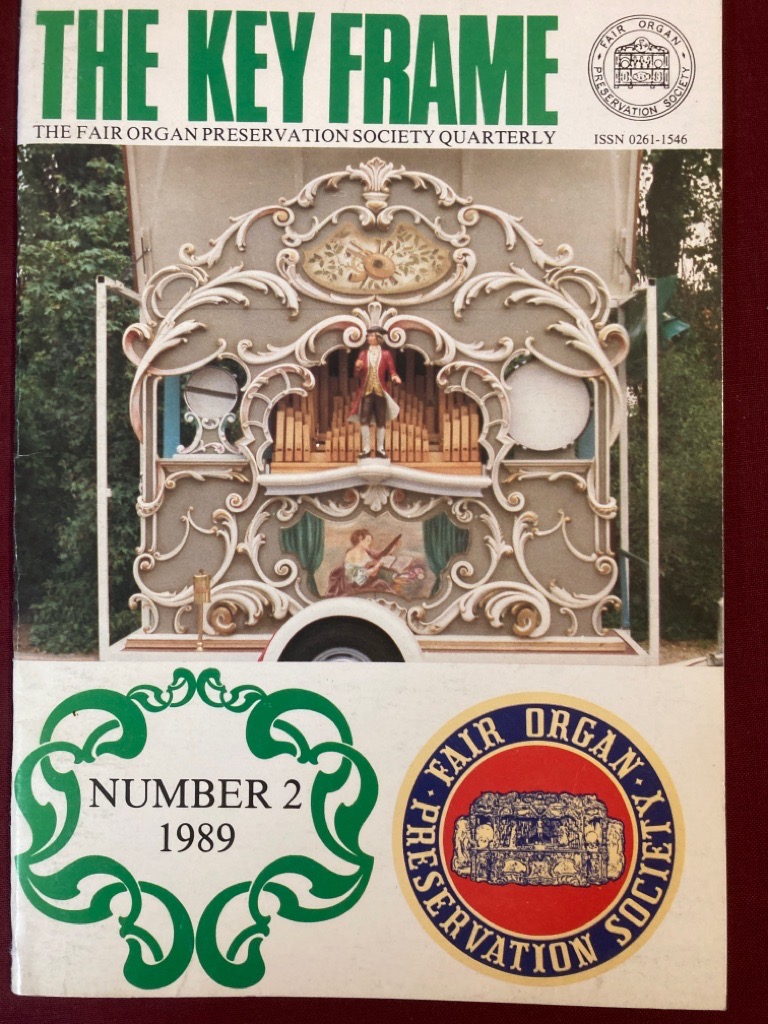 THE KEY FRAME
THE FAIR ORGAN PRESERVATION SOCIETY QUARTERLY
· FAIR ORGAN ·
PRESERVATION SOCIETY
ISSN 0261-1546
NUMBER 2
1989
· FAIR ORGAN ·
PRESERVATION SOCIETY